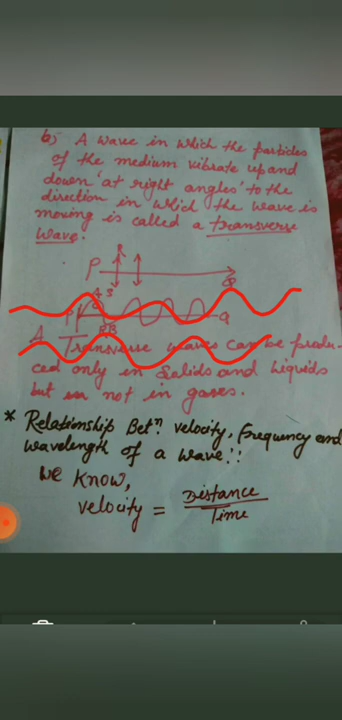 b) A wave in which the particles
of the medium vibrate up and
down 'at right angles' to the
direction in which the wave is
moving is called a transverse
wave.
R
P Q
A S
P B Q
A Transverse waves can be produ-
ced only in Solids and Liquids
but not in gases.
* Relationship Betn. velocity, frequency and
wavelength of a wave!:
We know,
velocity = Distance
Time